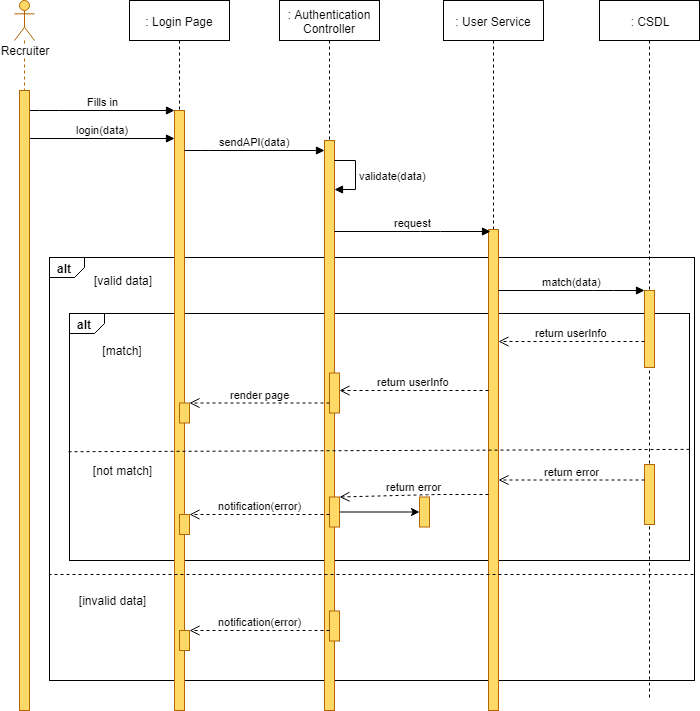 Recruiter
: Login Page
: Authentication
Controller
: User Service
: CSDL
Fills in
login(data)
sendAPI(data)
validate(data)
request
alt
[valid data]
match(data)
alt
return userInfo
[match]
return userInfo
render page
[not match]
return error
return error
notification(error)
[invalid data]
notification(error)